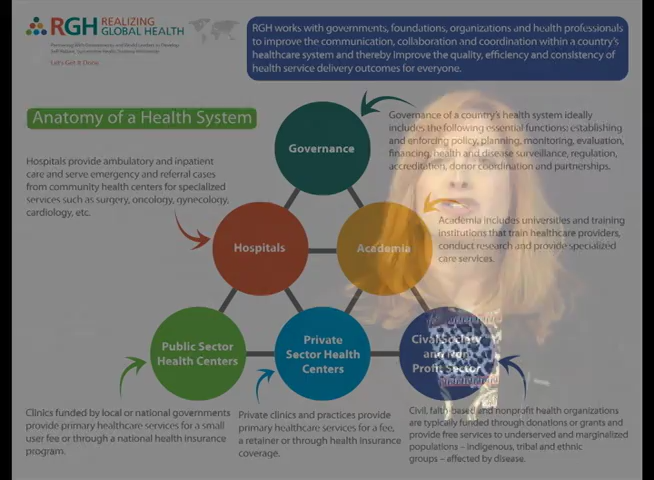 RGH REALIZING
GLOBAL HEALTH
Let's Get It Done
RGH works with governments, foundations, organizations and health professionals
to improve the communication, collaboration and coordination within a country's
healthcare system and thereby improve the quality, efficiency and consistency of
health service delivery outcomes for everyone.
Anatomy of a Health System
Governance
Governance of a country's health system ideally
includes the following essential functions: establishing
and enforcing policy, planning, monitoring, evaluation,
financing, health and disease surveillance, regulation,
accreditation, donor coordination and partnerships.
Hospitals provide ambulatory and inpatient
care and serve emergency and referral cases
from community health centers for specialized
services such as surgery, oncology, gynecology,
cardiology, etc.
Hospitals
Academia
Academia includes universities and training
institutions that train healthcare providers,
conduct research and provide specialized
care services.
Public Sector
Health Centers
Private
Sector Health
Centers
Civil Society
and Non
Profit Sector
Clinics funded by local or national governments
provide primary healthcare services for a small
user fee or through a national health insurance
program.
Private clinics and practices provide
primary healthcare services for a fee,
a retainer or through health insurance
coverage.
Civil, faith-based and nonprofit health organizations
are typically funded through donations or grants and
provide free services to underserved and marginalized
populations – indigenous, tribal and ethnic
groups – affected by disease.